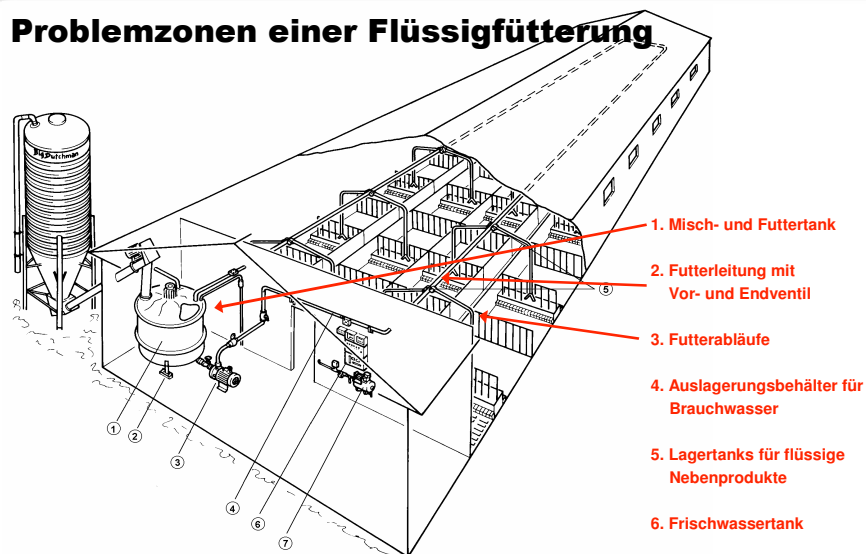 Problemzonen einer Flüssigfütterung
Big Dutchman
1. Misch- und Futtertank
2. Futterleitung mit
Vor- und Endventil
5
3. Futterabläufe
4. Auslagerungsbehälter für
Brauchwasser
1
2
3
5. Lagertanks für flüssige
Nebenprodukte
4
6
7
6. Frischwassertank